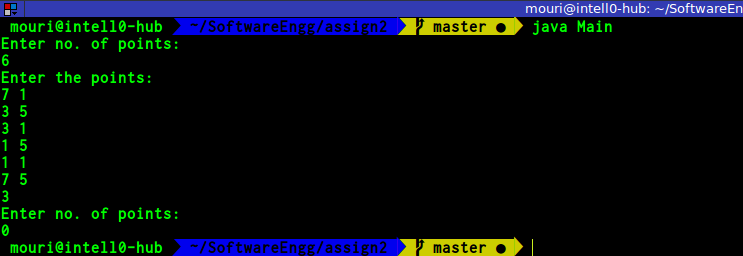 mouri@intell0-hub: ~/SoftwareEn
mouri@intell0-hub ~/SoftwareEngg/assign2 master ● java Main
Enter no. of points:
6
Enter the points:
7 1
3 5
3 1
1 5
1 1
7 5
3
Enter no. of points:
0
mouri@intell0-hub ~/SoftwareEngg/assign2 master ●